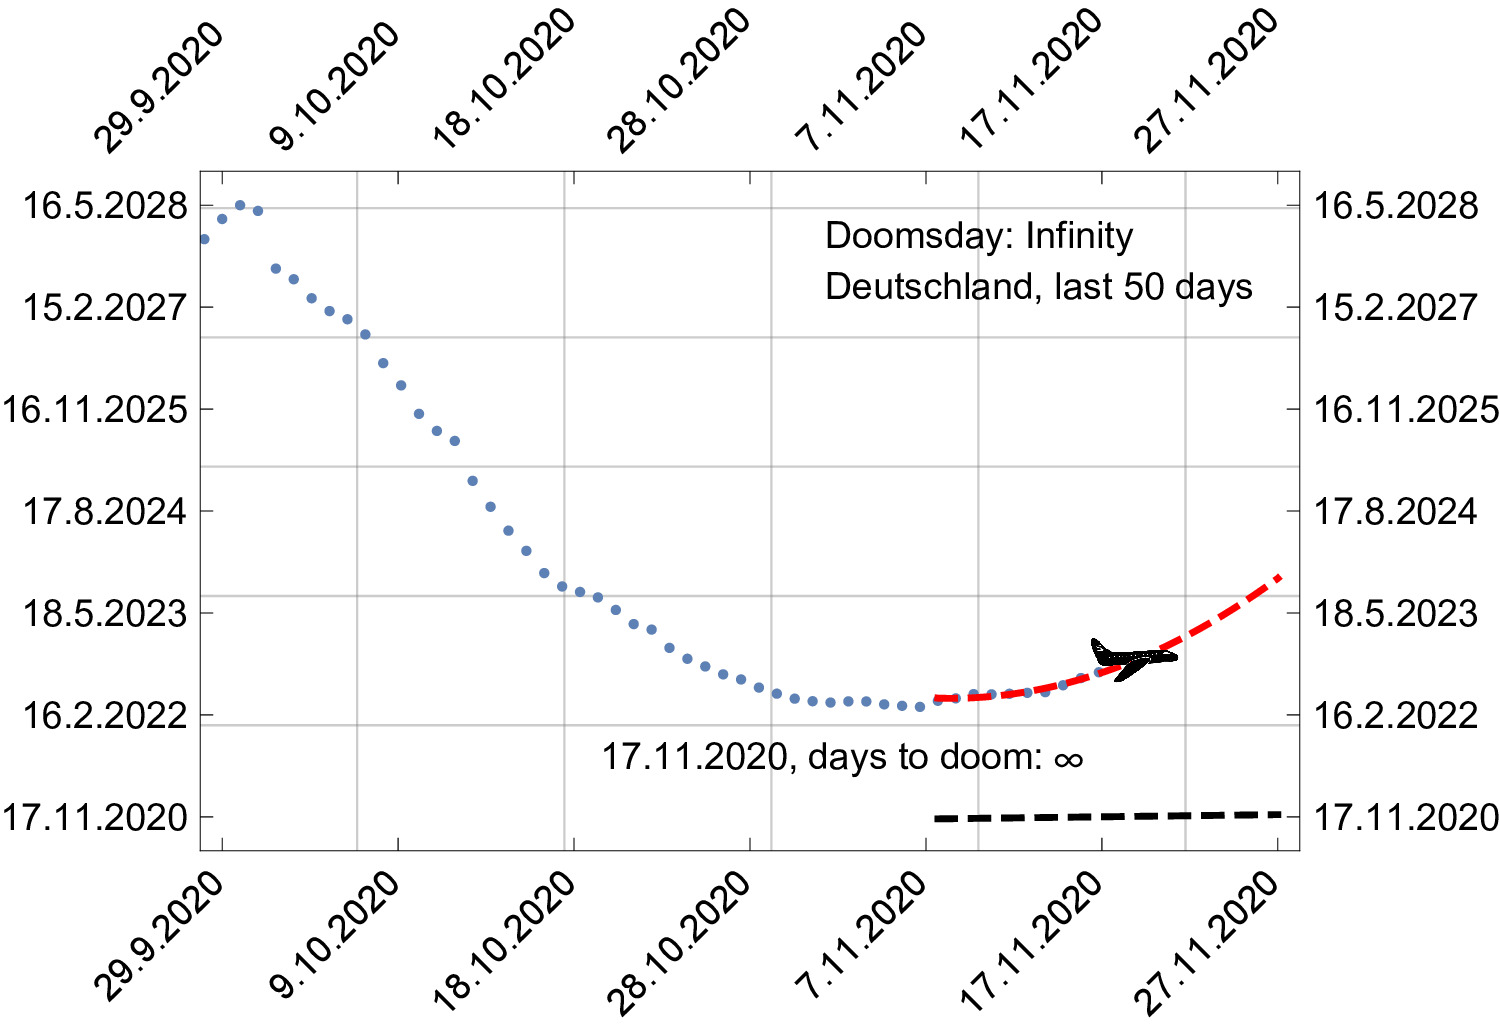 29.9.2020 9.10.2020 18.10.2020 28.10.2020 7.11.2020 17.11.2020 27.11.2020
16.5.2028 16.5.2028
Doomsday: Infinity
Deutschland, last 50 days
15.2.2027 15.2.2027
16.11.2025 16.11.2025
17.8.2024 17.8.2024
18.5.2023 18.5.2023
16.2.2022 16.2.2022
17.11.2020, days to doom: ∞
17.11.2020 17.11.2020
29.9.2020 9.10.2020 18.10.2020 28.10.2020 7.11.2020 17.11.2020 27.11.2020